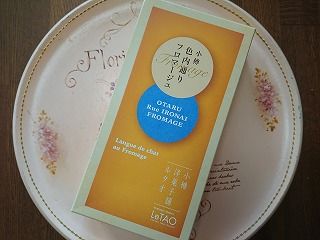 小樽
色内通り
フロマージュ
Fromage
OTARU
Rue IRONAI
FROMAGE
Langue de chat
au Fromage
小樽
洋菓子舗
ルタオ
LeTAO
Flori